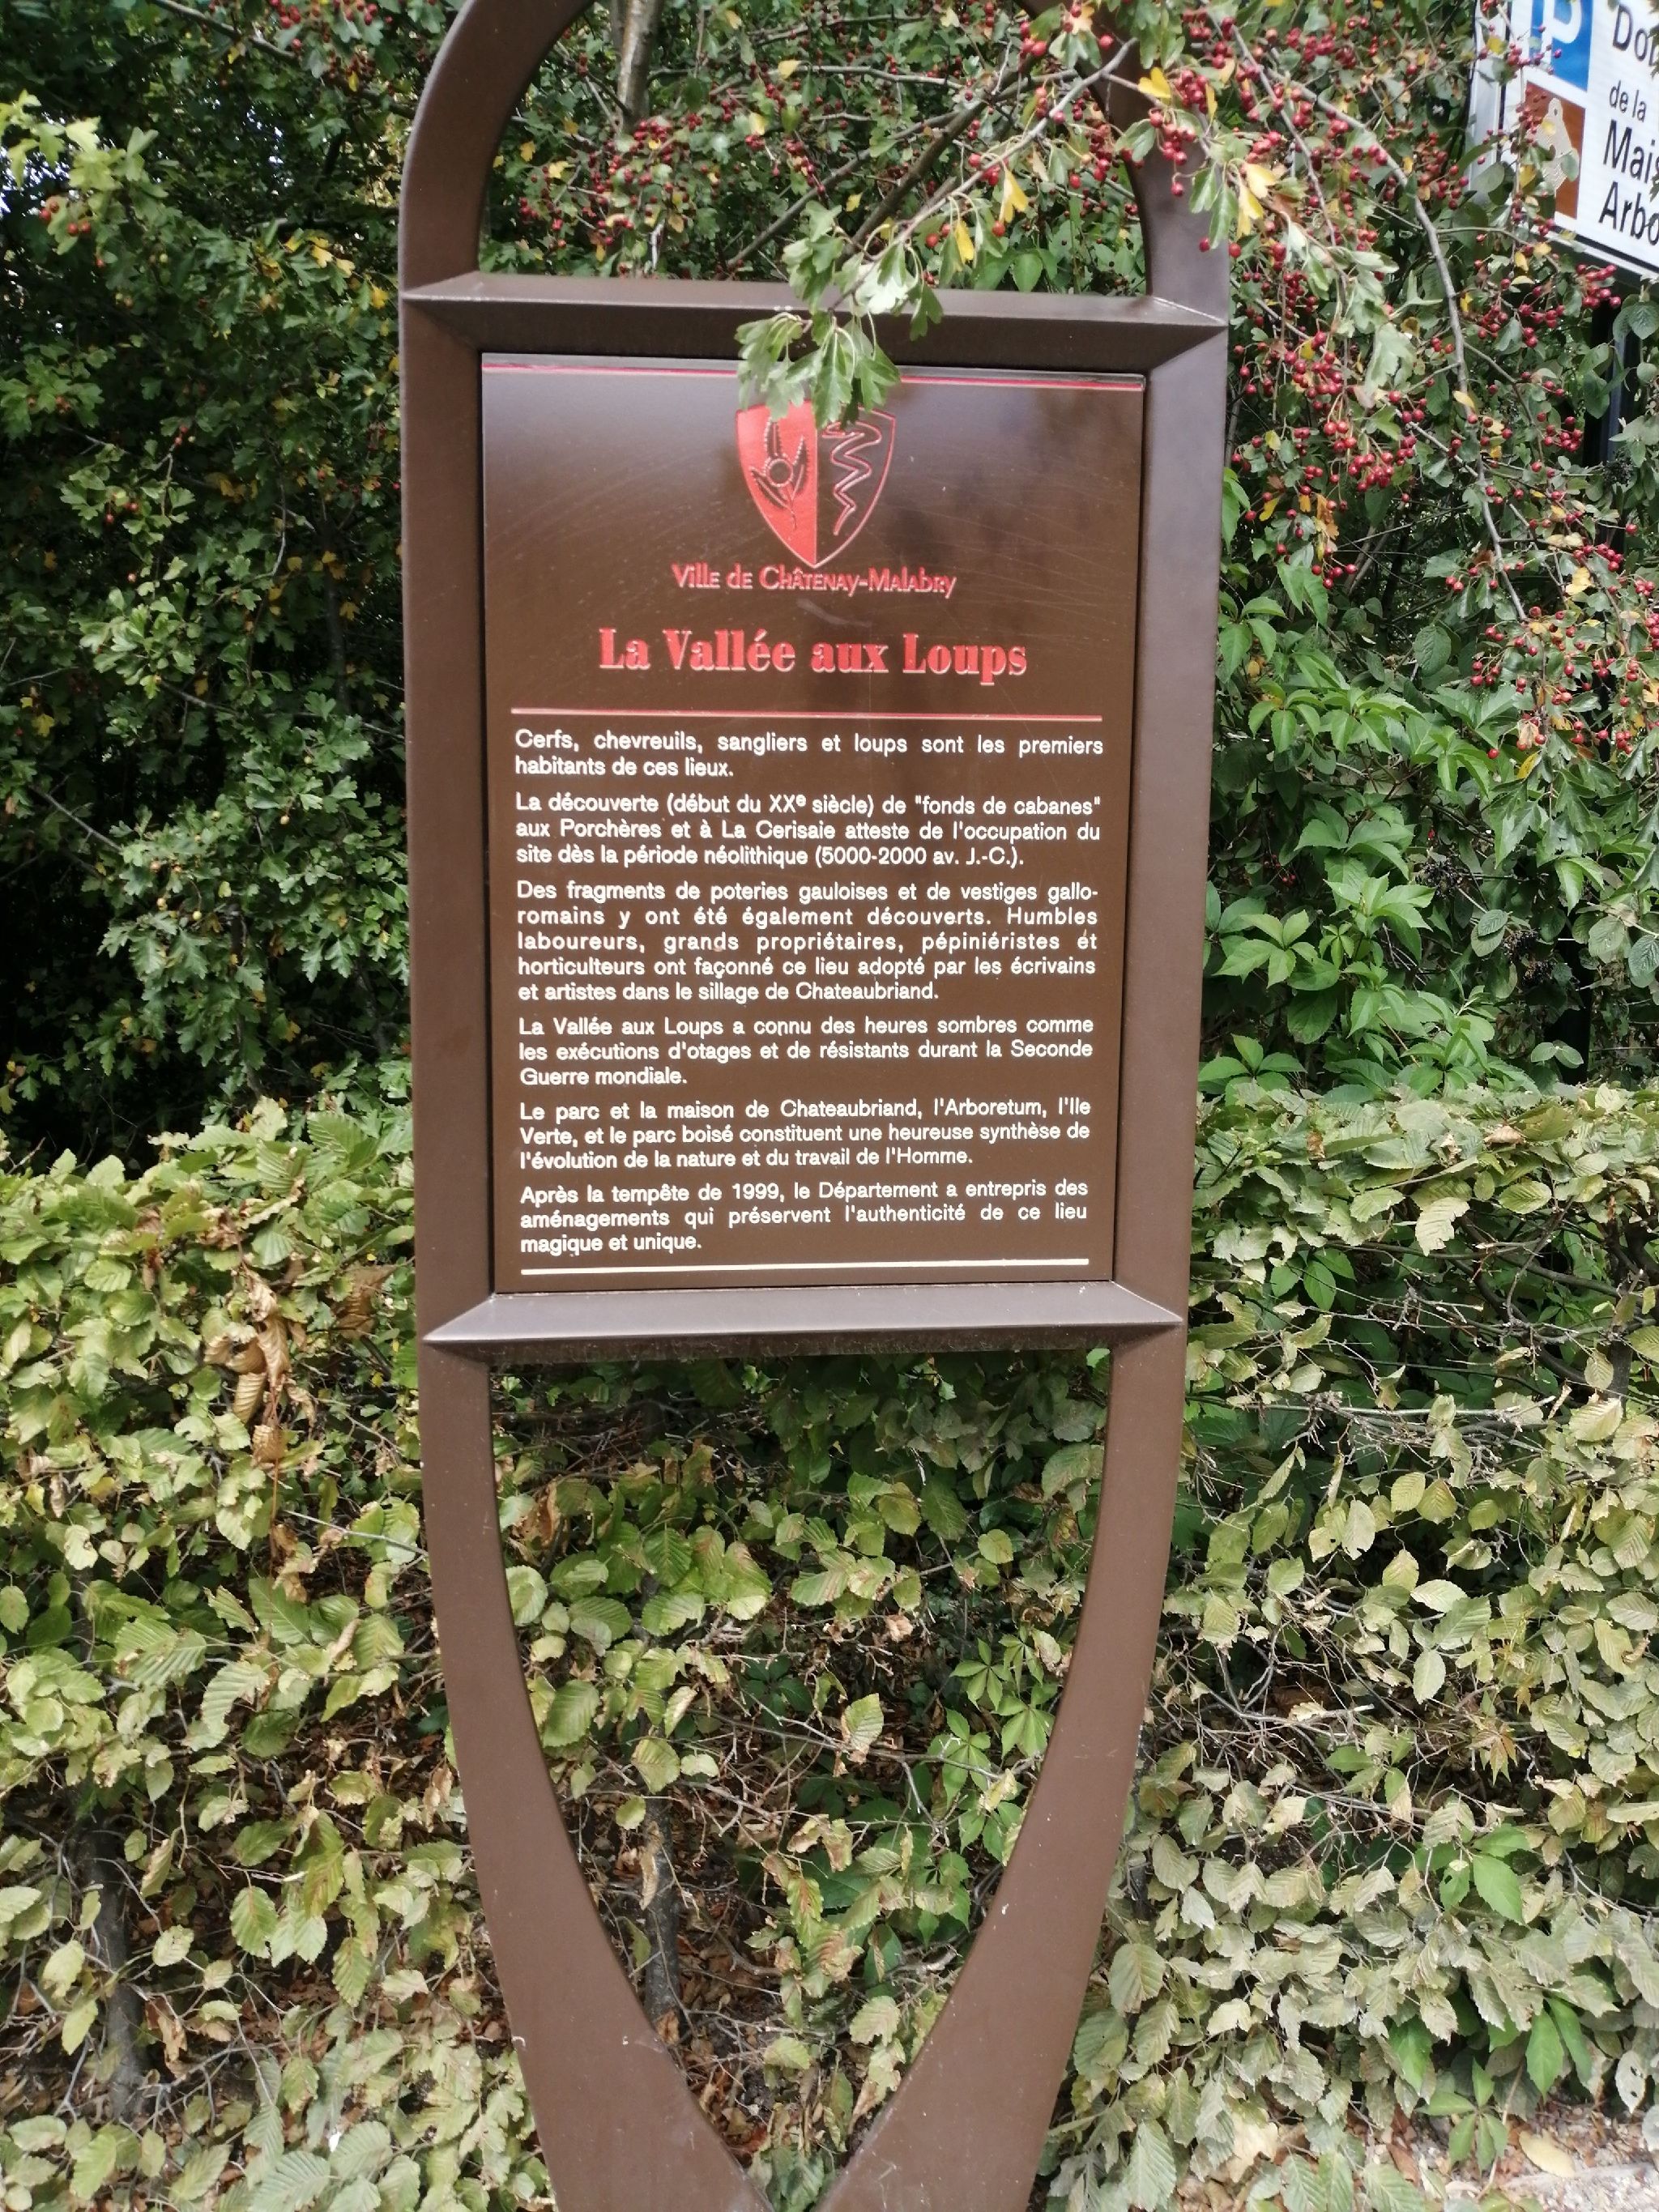 Ville de Châtenay-Malabry
La Vallée aux Loups
Cerfs, chevreuils, sangliers et loups sont les premiers
habitants de ces lieux.
La découverte (début du XXe siècle) de "fonds de cabanes"
aux Porchères et à La Cerisaie atteste de l'occupation du
site dès la période néolithique (5000-2000 av. J.-C.).
Des fragments de poteries gauloises et de vestiges gallo-
romains y ont été également découverts. Humbles
laboureurs, grands propriétaires, pépiniéristes et
horticulteurs ont façonné ce lieu adopté par les écrivains
et artistes dans le sillage de Chateaubriand.
La Vallée aux Loups a connu des heures sombres comme
les exécutions d'otages et de résistants durant la Seconde
Guerre mondiale.
Le parc et la maison de Chateaubriand, l'Arboretum, l'Ile
Verte, et le parc boisé constituent une heureuse synthèse de
l'évolution de la nature et du travail de l'Homme.
Après la tempête de 1999, le Département a entrepris des
aménagements qui préservent l'authenticité de ce lieu
magique et unique.
de la